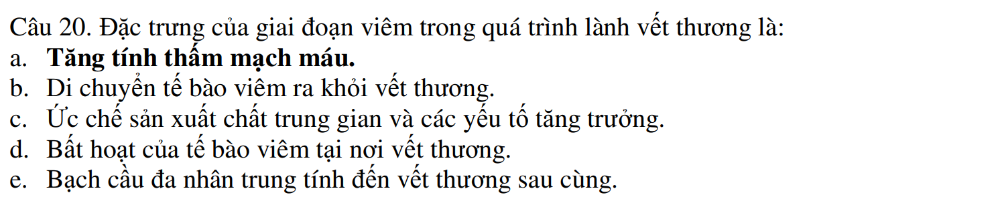 Câu 20. Đặc trưng của giai đoạn viêm trong quá trình lành vết thương là:
a. Tăng tính thấm mạch máu.
b. Di chuyển tế bào viêm ra khỏi vết thương.
c. Ức chế sản xuất chất trung gian và các yếu tố tăng trưởng.
d. Bất hoạt của tế bào viêm tại nơi vết thương.
e. Bạch cầu đa nhân trung tính đến vết thương sau cùng.